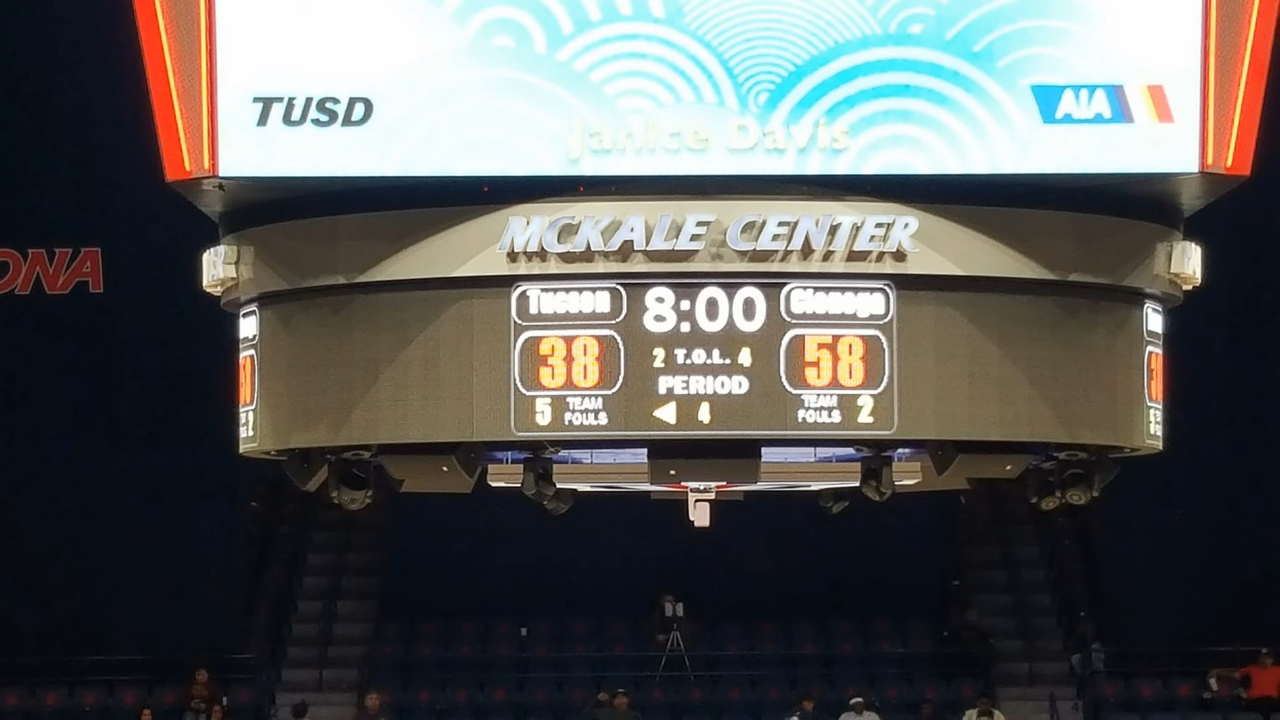 TUSD
AIA
Janice Davis
MCKALE CENTER
ONA
Tucson 8:00 Cienega
38 2 T.O.L. 4 58
PERIOD
5 TEAM FOULS 4 TEAM FOULS 2